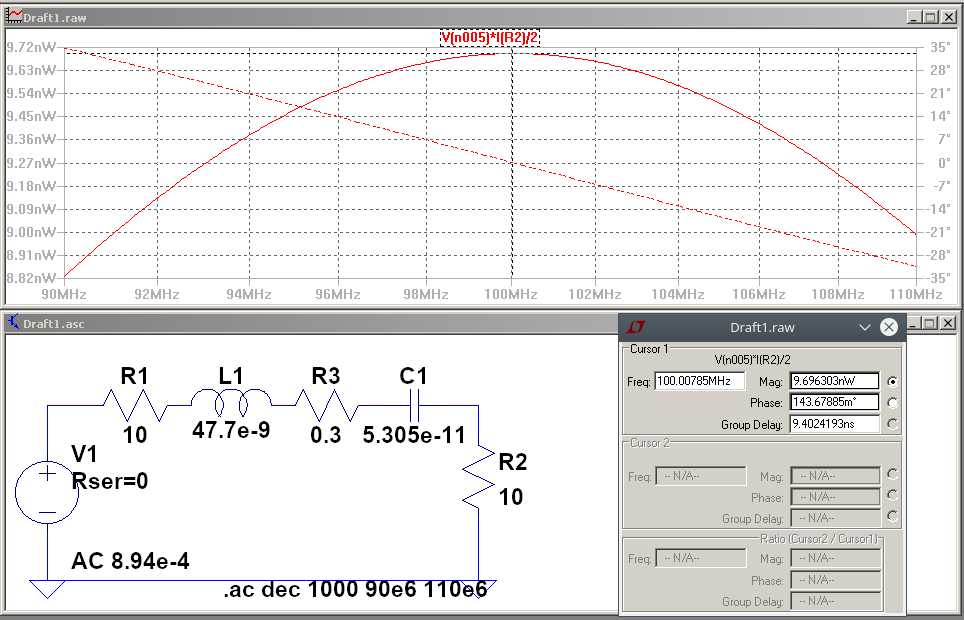 Draft1.raw
V(n005)*I(R2)/2
9.72nW
9.63nW
9.54nW
9.45nW
9.36nW
9.27nW
9.18nW
9.09nW
9.00nW
8.91nW
8.82nW
35°
28°
21°
14°
7°
0°
-7°
-14°
-21°
-28°
-35°
90MHz 92MHz 94MHz 96MHz 98MHz 100MHz 102MHz 104MHz 106MHz 108MHz 110MHz
Draft1.asc
R1 L1 R3 C1
10 47.7e-9 0.3 5.305e-11
V1
Rser=0
R2
10
AC 8.94e-4
.ac dec 1000 90e6 110e6
Draft1.raw
Cursor 1
V(n005)*I(R2)/2
Freq: 100.00785MHz Mag: 9.696303nW
Phase: 143.67885m°
Group Delay: 9.4024193ns
Cursor 2
Freq: -- N/A-- Mag: -- N/A--
Phase: -- N/A--
Group Delay: -- N/A--
Ratio (Cursor2 / Cursor1)
Freq: -- N/A-- Mag: -- N/A--
Phase: -- N/A--
Group Delay: -- N/A--